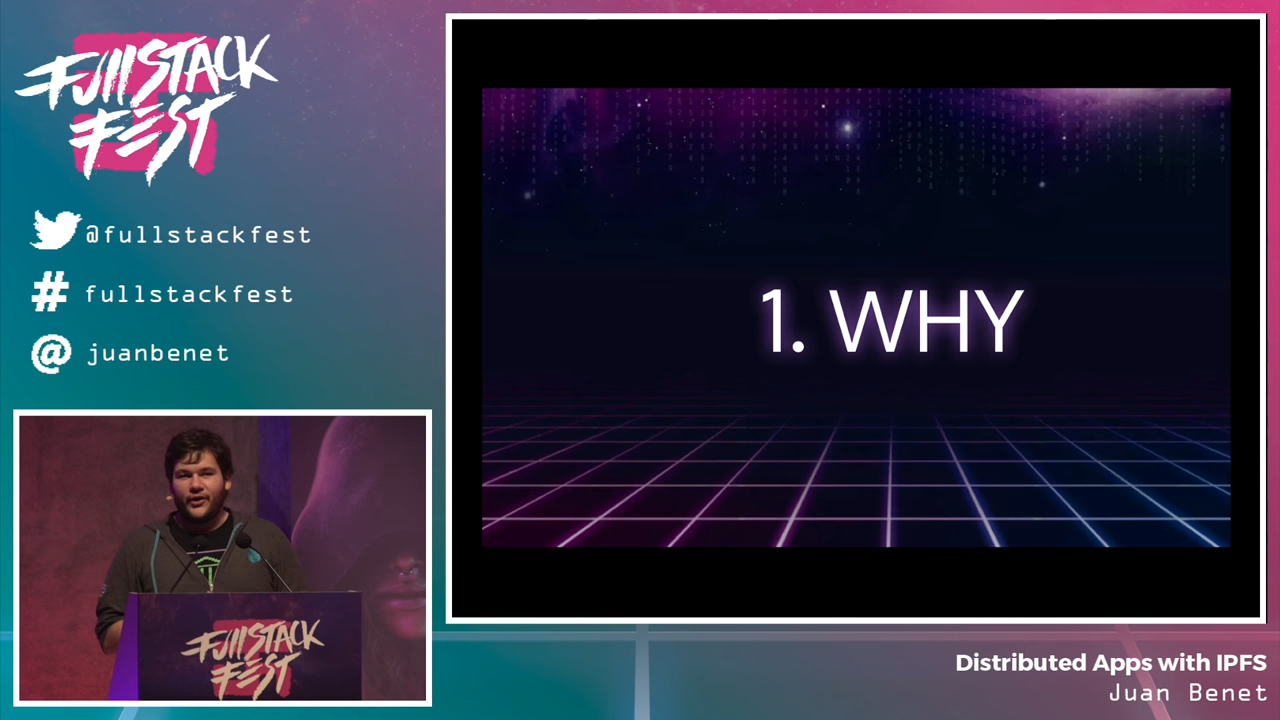 FullSTACK
FEST
@fullstackfest
# fullstackfest
@ juanbenet
1. WHY
FullSTACK
FEST
Distributed Apps with IPFS
Juan Benet